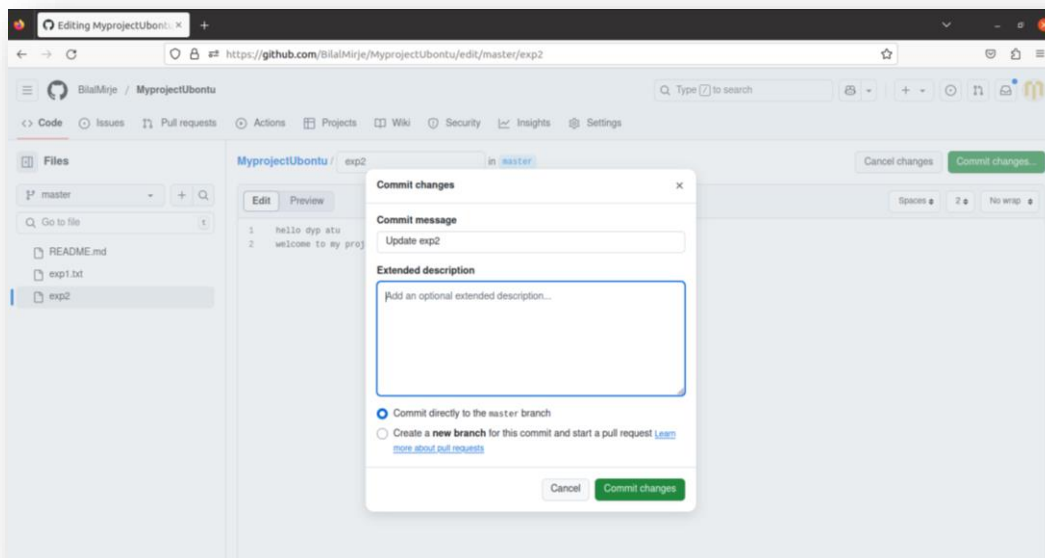 Editing MyprojectUbontu
https://github.com/BilalMirje/MyprojectUbontu/edit/master/exp2
BilalMirje / MyprojectUbontu
Type / to search
<> Code Issues Pull requests Actions Projects Wiki Security Insights Settings
Files
MyprojectUbontu / exp2 in master
Cancel changes Commit changes...
master
Edit Preview
Spaces 2 No wrap
Go to file t
1 hello dyp atu
2 welcome to my proj
README.md
exp1.txt
exp2
Commit changes
Commit message
Update exp2
Extended description
Add an optional extended description...
Commit directly to the master branch
Create a new branch for this commit and start a pull request Learn
more about pull requests
Cancel Commit changes